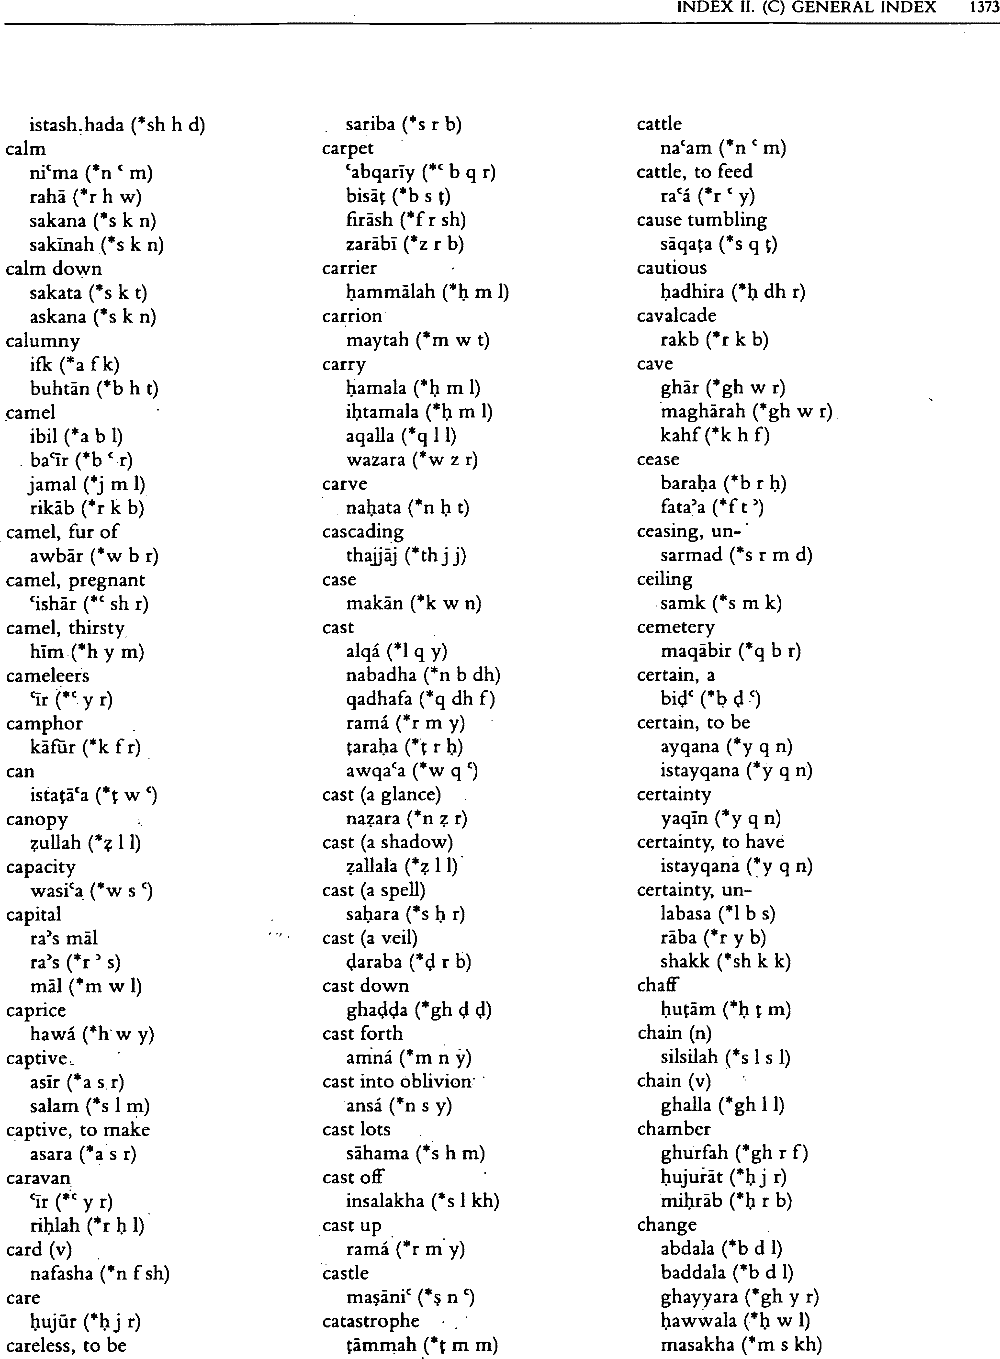 INDEX II. (C) GENERAL INDEX 1373
istash.hada (*sh h d)
calm
niʿma (*n ʿ m)
rahā (*r h w)
sakana (*s k n)
sakīnah (*s k n)
calm down
sakata (*s k t)
askana (*s k n)
calumny
ifk (*a f k)
buhtān (*b h t)
camel
ibil (*a b l)
baʿīr (*b ʿ r)
jamal (*j m l)
rikāb (*r k b)
camel, fur of
awbār (*w b r)
camel, pregnant
ʿishār (*ʿ sh r)
camel, thirsty
hīm (*h y m)
cameleers
ʿīr (*ʿ y r)
camphor
kāfūr (*k f r)
can
istaṭāʿa (*ṭ w ʿ)
canopy
ẓullah (*ẓ l l)
capacity
wasiʿa (*w s ʿ)
capital
raʾs māl
raʾs (*r ʾ s)
māl (*m w l)
caprice
hawá (*h w y)
captive
asīr (*a s r)
salam (*s l m)
captive, to make
asara (*a s r)
caravan
ʿīr (*ʿ y r)
riḥlah (*r ḥ l)
card (v)
nafasha (*n f sh)
care
ḥujūr (*ḥ j r)
careless, to be
sariba (*s r b)
carpet
ʿabqarīy (*ʿ b q r)
bisāṭ (*b s ṭ)
firāsh (*f r sh)
zarābī (*z r b)
carrier
ḥammālah (*ḥ m l)
carrion
maytah (*m w t)
carry
ḥamala (*ḥ m l)
iḥtamala (*ḥ m l)
aqalla (*q l l)
wazara (*w z r)
carve
naḥata (*n ḥ t)
cascading
thajjāj (*th j j)
case
makān (*k w n)
cast
alqá (*l q y)
nabadha (*n b dh)
qadhafa (*q dh f)
ramá (*r m y)
ṭaraḥa (*ṭ r ḥ)
awqaʿa (*w q ʿ)
cast (a glance)
naẓara (*n ẓ r)
cast (a shadow)
ẓallala (*ẓ l l)
cast (a spell)
saḥara (*s ḥ r)
cast (a veil)
ḍaraba (*ḍ r b)
cast down
ghaḍḍa (*gh ḍ ḍ)
cast forth
amná (*m n y)
cast into oblivion
ansá (*n s y)
cast lots
sāhama (*s h m)
cast off
insalakha (*s l kh)
cast up
ramá (*r m y)
castle
maṣāniʿ (*ṣ n ʿ)
catastrophe
ṭāmmah (*ṭ m m)
cattle
naʿam (*n ʿ m)
cattle, to feed
raʿá (*r ʿ y)
cause tumbling
sāqaṭa (*s q ṭ)
cautious
ḥadhira (*ḥ dh r)
cavalcade
rakb (*r k b)
cave
ghār (*gh w r)
maghārah (*gh w r)
kahf (*k h f)
cease
baraḥa (*b r ḥ)
fataʾa (*f t ʾ)
ceasing, un-
sarmad (*s r m d)
ceiling
samk (*s m k)
cemetery
maqābir (*q b r)
certain, a
biḍʿ (*b ḍ ʿ)
certain, to be
ayqana (*y q n)
istayqana (*y q n)
certainty
yaqīn (*y q n)
certainty, to have
istayqana (*y q n)
certainty, un-
labasa (*l b s)
rāba (*r y b)
shakk (*sh k k)
chaff
ḥuṭām (*ḥ ṭ m)
chain (n)
silsilah (*s l s l)
chain (v)
ghalla (*gh l l)
chamber
ghurfah (*gh r f)
ḥujurāt (*ḥ j r)
miḥrāb (*ḥ r b)
change
abdala (*b d l)
baddala (*b d l)
ghayyara (*gh y r)
ḥawwala (*ḥ w l)
masakha (*m s kh)